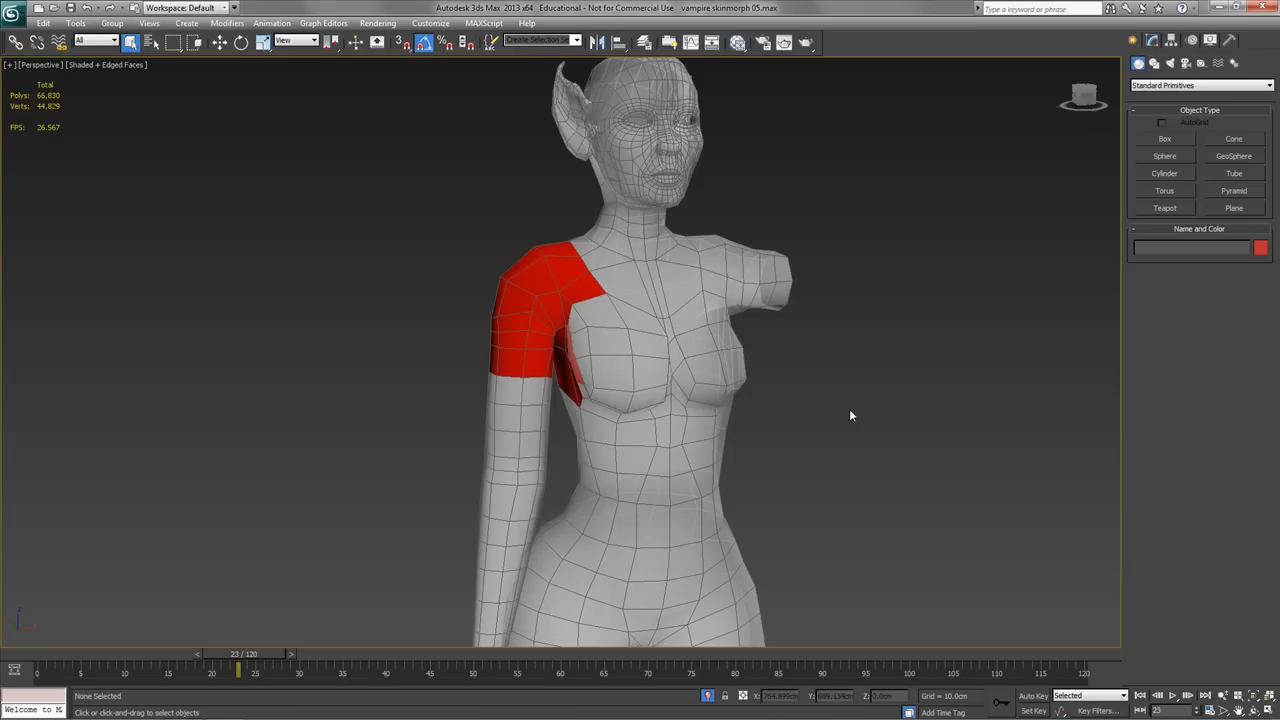 Workspace: Default
Autodesk 3ds Max 2013 x64 Educational - Not for Commercial Use vampire skinmorph 05.max
Type a keyword or phrase
Edit Tools Group Views Create Modifiers Animation Graph Editors Rendering Customize MAXScript Help
All View Create Selection Se
[+] [Perspective] [Shaded + Edged Faces]
Total
Polys: 66,830
Verts: 44,829
FPS: 26.567
Standard Primitives
- Object Type
AutoGrid
Box Cone
Sphere GeoSphere
Cylinder Tube
Torus Pyramid
Teapot Plane
- Name and Color
< 23 / 120 >
0 5 10 15 20 25 30 35 40 45 50 55 60 65 70 75 80 85 90 95 100 105 110 115 120
None Selected X: 764.899cm Y: 689.134cm Z: 0.0cm Grid = 10.0cm Auto Key Selected
Welcome to M Click or click-and-drag to select objects Add Time Tag Set Key Key Filters... 23